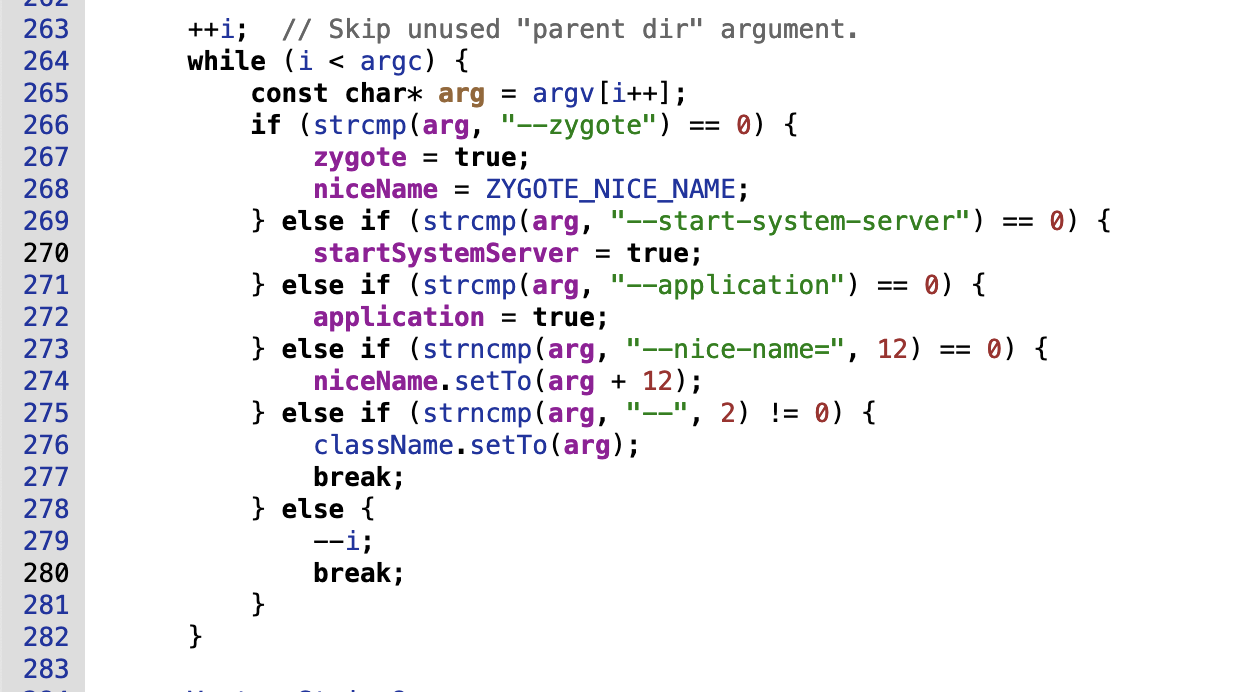 263 ++i; // Skip unused "parent dir" argument.
264 while (i < argc) {
265 const char* arg = argv[i++];
266 if (strcmp(arg, "--zygote") == 0) {
267 zygote = true;
268 niceName = ZYGOTE_NICE_NAME;
269 } else if (strcmp(arg, "--start-system-server") == 0) {
270 startSystemServer = true;
271 } else if (strcmp(arg, "--application") == 0) {
272 application = true;
273 } else if (strncmp(arg, "--nice-name=", 12) == 0) {
274 niceName.setTo(arg + 12);
275 } else if (strncmp(arg, "--", 2) != 0) {
276 className.setTo(arg);
277 break;
278 } else {
279 --i;
280 break;
281 }
282 }
283